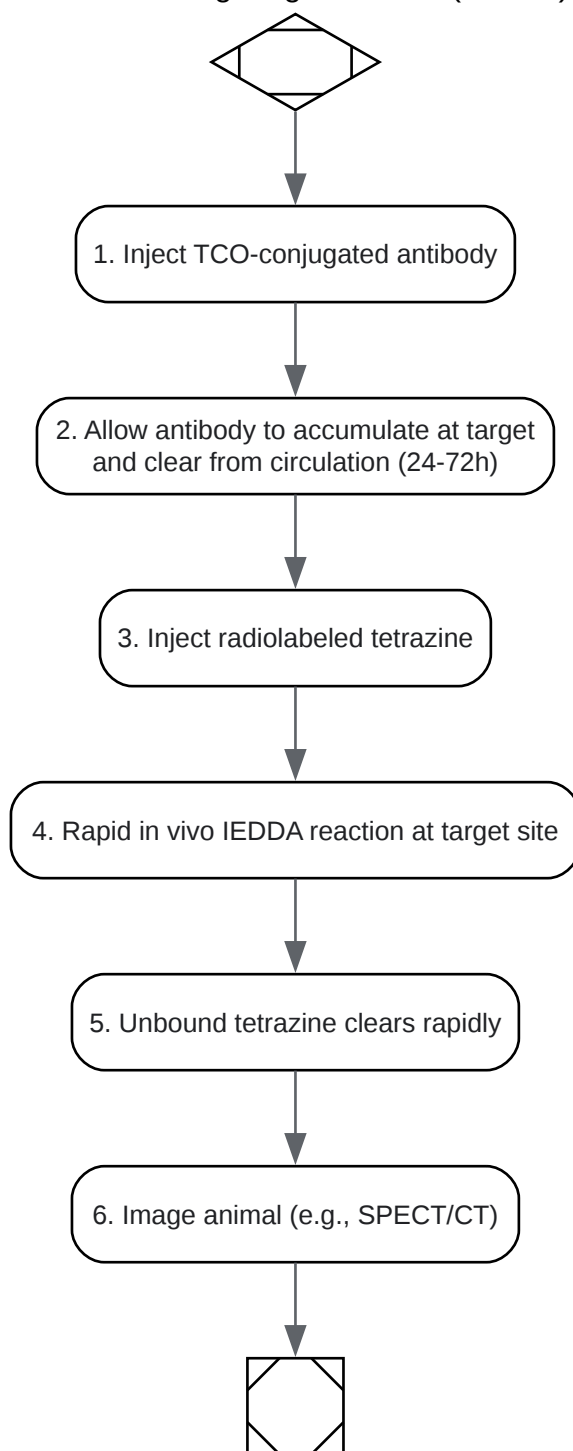 1. Inject TCO-conjugated antibody
2. Allow antibody to accumulate at target
and clear from circulation (24-72h)
3. Inject radiolabeled tetrazine
4. Rapid in vivo IEDDA reaction at target site
5. Unbound tetrazine clears rapidly
6. Image animal (e.g., SPECT/CT)